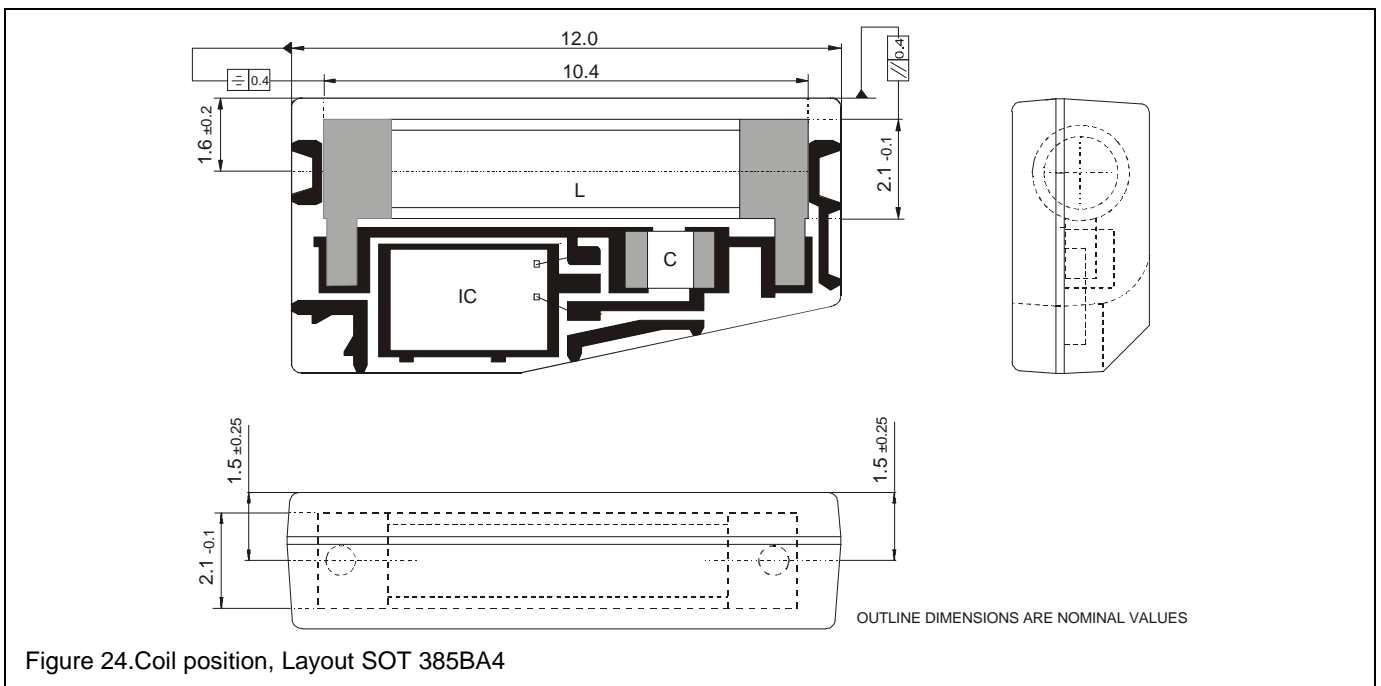 12.0
10.4
⌯ 0.4
// 0.4
1.6 ±0.2
2.1 -0.1
L
C
IC
1.5 ±0.25
1.5 ±0.25
2.1 -0.1
OUTLINE DIMENSIONS ARE NOMINAL VALUES
Figure 24.Coil position, Layout SOT 385BA4